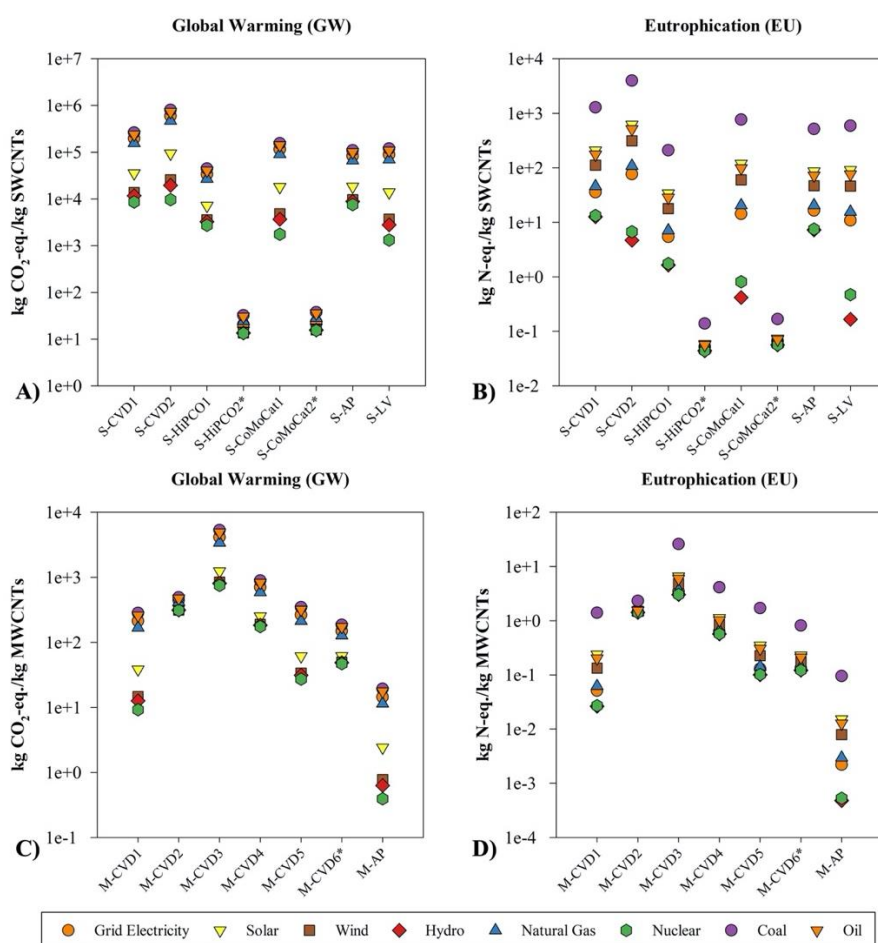 Global Warming (GW)
kg CO₂-eq./kg SWCNTs
1e+7
1e+6
1e+5
1e+4
1e+3
1e+2
1e+1
1e+0
A)
S-CVD1
S-CVD2
S-HiPCO1
S-HiPCO2*
S-CoMoCat1
S-CoMoCat2*
S-AP
S-LV
Eutrophication (EU)
kg N-eq./kg SWCNTs
1e+4
1e+3
1e+2
1e+1
1e+0
1e-1
1e-2
B)
S-CVD1
S-CVD2
S-HiPCO1
S-HiPCO2*
S-CoMoCat1
S-CoMoCat2*
S-AP
S-LV
Global Warming (GW)
kg CO₂-eq./kg MWCNTs
1e+4
1e+3
1e+2
1e+1
1e+0
1e-1
C)
M-CVD1
M-CVD2
M-CVD3
M-CVD4
M-CVD5
M-CVD6*
M-AP
Eutrophication (EU)
kg N-eq./kg MWCNTs
1e+2
1e+1
1e+0
1e-1
1e-2
1e-3
1e-4
D)
M-CVD1
M-CVD2
M-CVD3
M-CVD4
M-CVD5
M-CVD6*
M-AP
Grid Electricity Solar Wind Hydro Natural Gas Nuclear Coal Oil